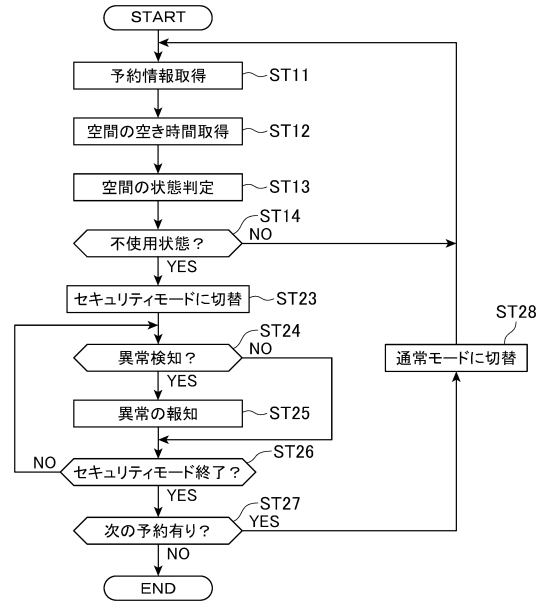 START
予約情報取得
ST11
空間の空き時間取得
ST12
空間の状態判定
ST13
不使用状態？
ST14
NO
YES
セキュリティモードに切替
ST23
異常検知？
ST24
NO
YES
異常の報知
ST25
セキュリティモード終了？
ST26
NO
YES
次の予約有り？
ST27
YES
NO
END
通常モードに切替
ST28